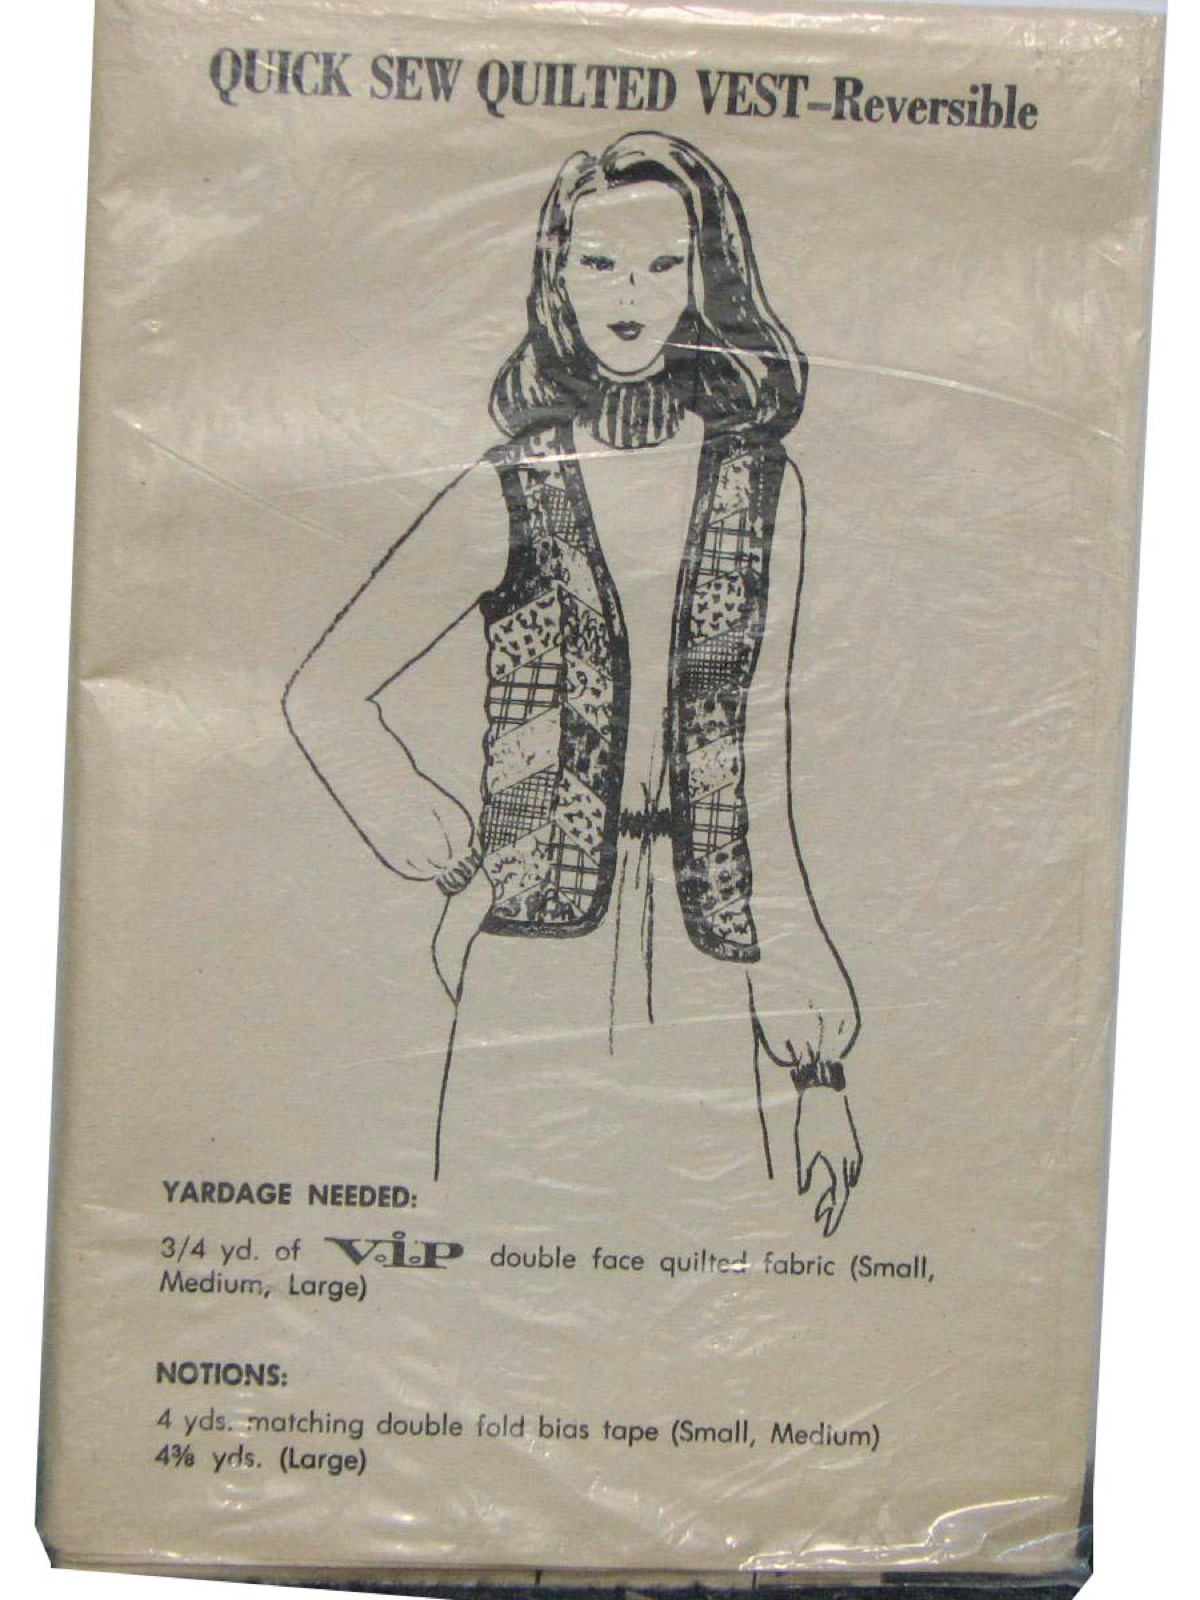 QUICK SEW QUILTED VEST–Reversible
YARDAGE NEEDED:
3/4 yd. of V.i.P double face quilted fabric (Small,
Medium, Large)
NOTIONS:
4 yds. matching double fold bias tape (Small, Medium)
4⅜ yds. (Large)